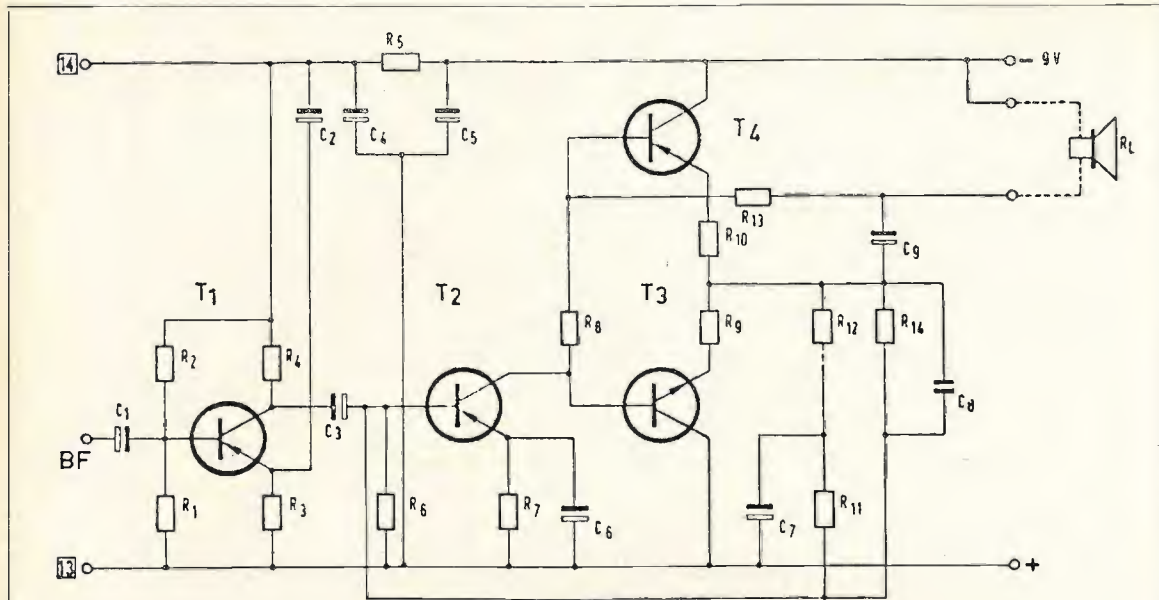 14
R5
- 9V
C2
C4
C5
T4
RL
R13
R10
C9
T1
T2
T3
R2
R4
R8
R9
R12
R14
C1
C3
C8
BF
R1
R3
R6
R7
C6
C7
R11
13
+